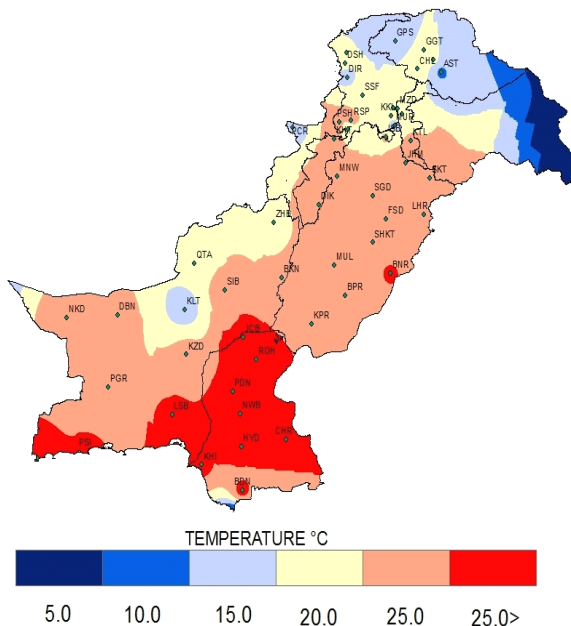 GPS
GGT
DSH
CHL
DIR
AST
SSF
MZD
PSH
RSP
PCR
KTL
JHM
MNW
SKT
SGD
DIK
LHR
FSD
ZHB
SHKT
QTA
MUL
BNR
SIB
BKN
BPR
KLT
NKD
DBN
KPR
JCB
ROH
KZD
PGR
PDN
LSB
NWB
CHR
PSI
HYD
KHI
BDN
TEMPERATURE °C
5.0 10.0 15.0 20.0 25.0 25.0>